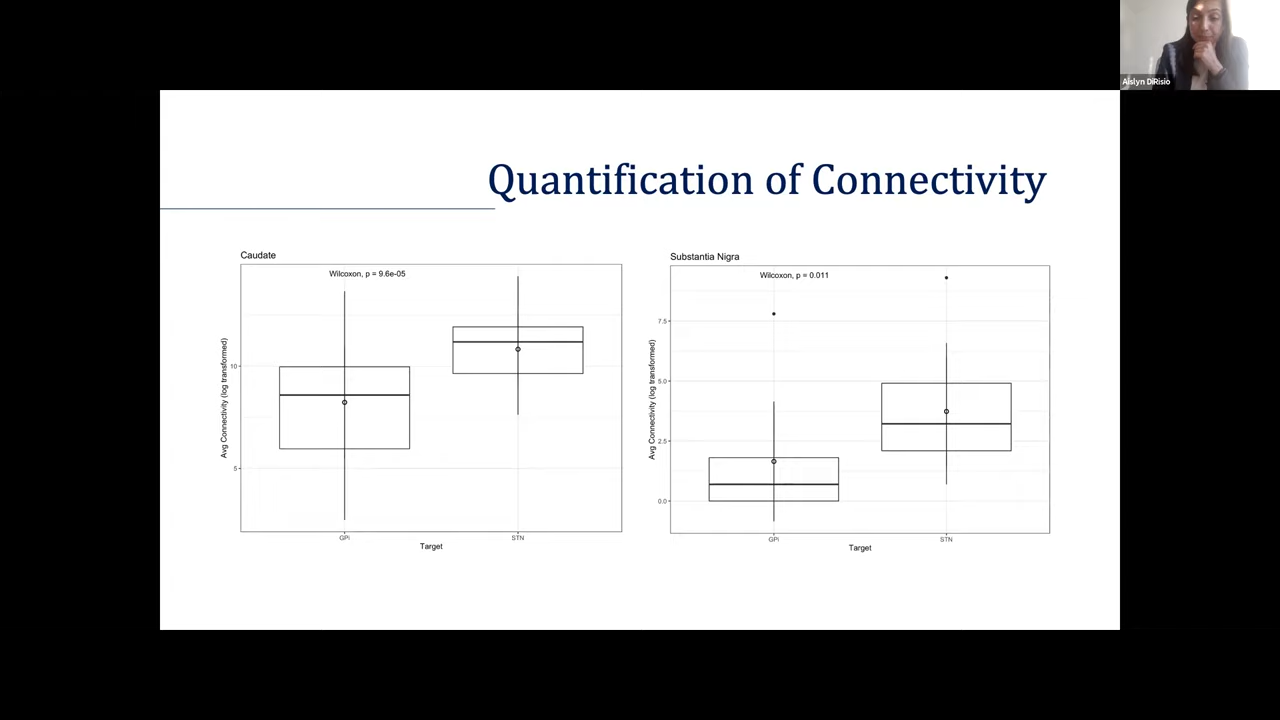 Aislyn DiRisio
Quantification of Connectivity
Caudate
Wilcoxon, p = 9.6e-05
Avg Connectivity (log transformed)
10
5
GPi
STN
Target
Substantia Nigra
Wilcoxon, p = 0.011
Avg Connectivity (log transformed)
7.5
5.0
2.5
0.0
GPi
STN
Target